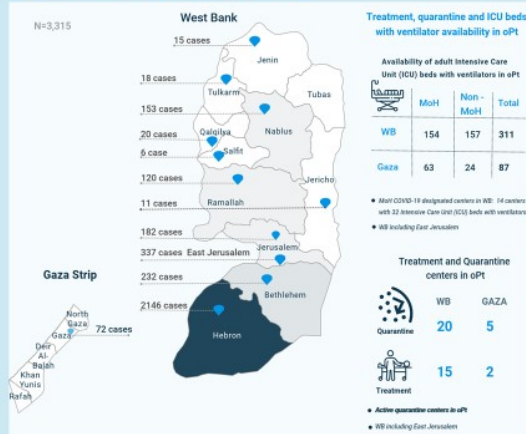 West Bank
N=3,315
15 cases
Jenin
18 cases
Tulkarm
Tubas
153 cases
Nablus
20 cases
Qalqilya
6 case
Salfit
120 cases
Ramallah
Jericho
11 cases
182 cases
Jerusalem
337 cases East Jerusalem
232 cases
Bethlehem
2146 cases
Hebron
Gaza Strip
North
Gaza
Gaza
72 cases
Deir
Al-
Balah
Khan
Yunis
Rafah
Treatment, quarantine and ICU beds
with ventilator availability in oPt
Availability of adult Intensive Care
Unit (ICU) beds with ventilators in oPt
MoH Non - MoH Total
WB 154 157 311
Gaza 63 24 87
• MoH COVID-19 designated centers in WB: 14 centers
with 32 Intensive Care Unit (ICU) beds with ventilators
• WB including East Jerusalem
Treatment and Quarantine
centers in oPt
WB GAZA
Quarantine 20 5
Treatment 15 2
• Active quarantine centers in oPt
• WB including East Jerusalem